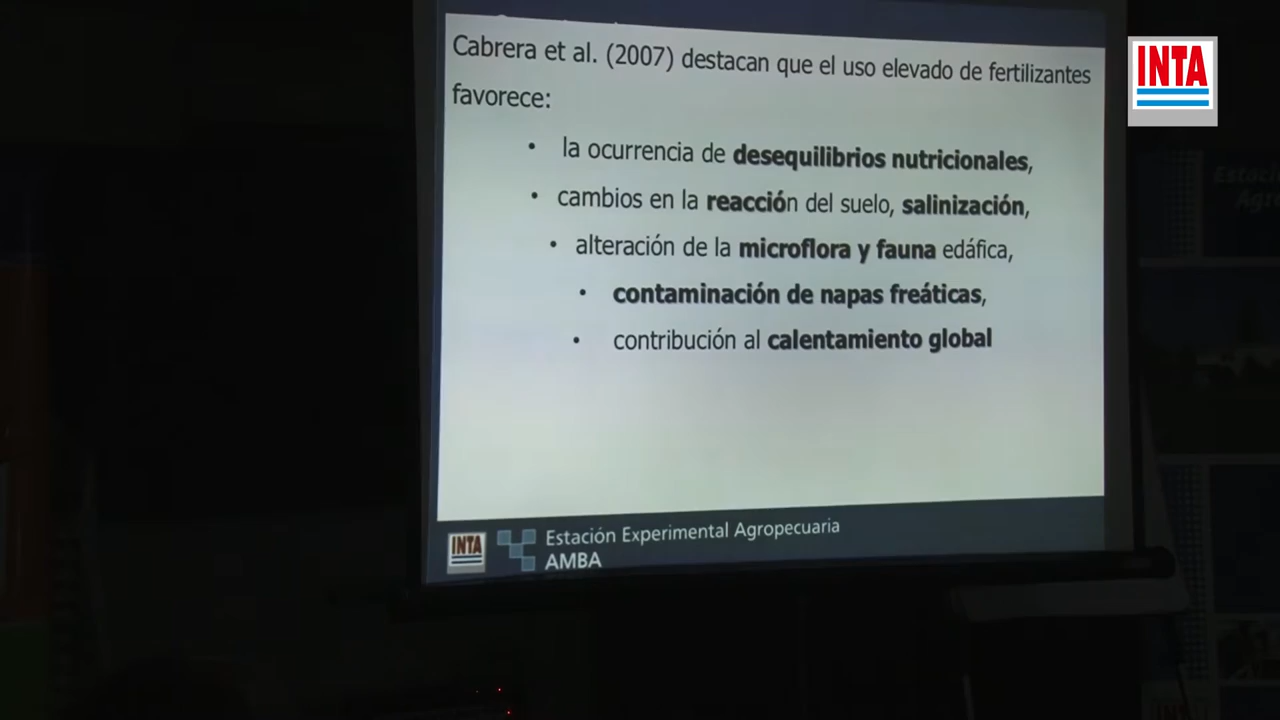 Cabrera et al. (2007) destacan que el uso elevado de fertilizantes
favorece:
• la ocurrencia de desequilibrios nutricionales,
• cambios en la reacción del suelo, salinización,
• alteración de la microflora y fauna edáfica,
• contaminación de napas freáticas,
• contribución al calentamiento global
INTA
Estación Experimental Agropecuaria
AMBA
INTA